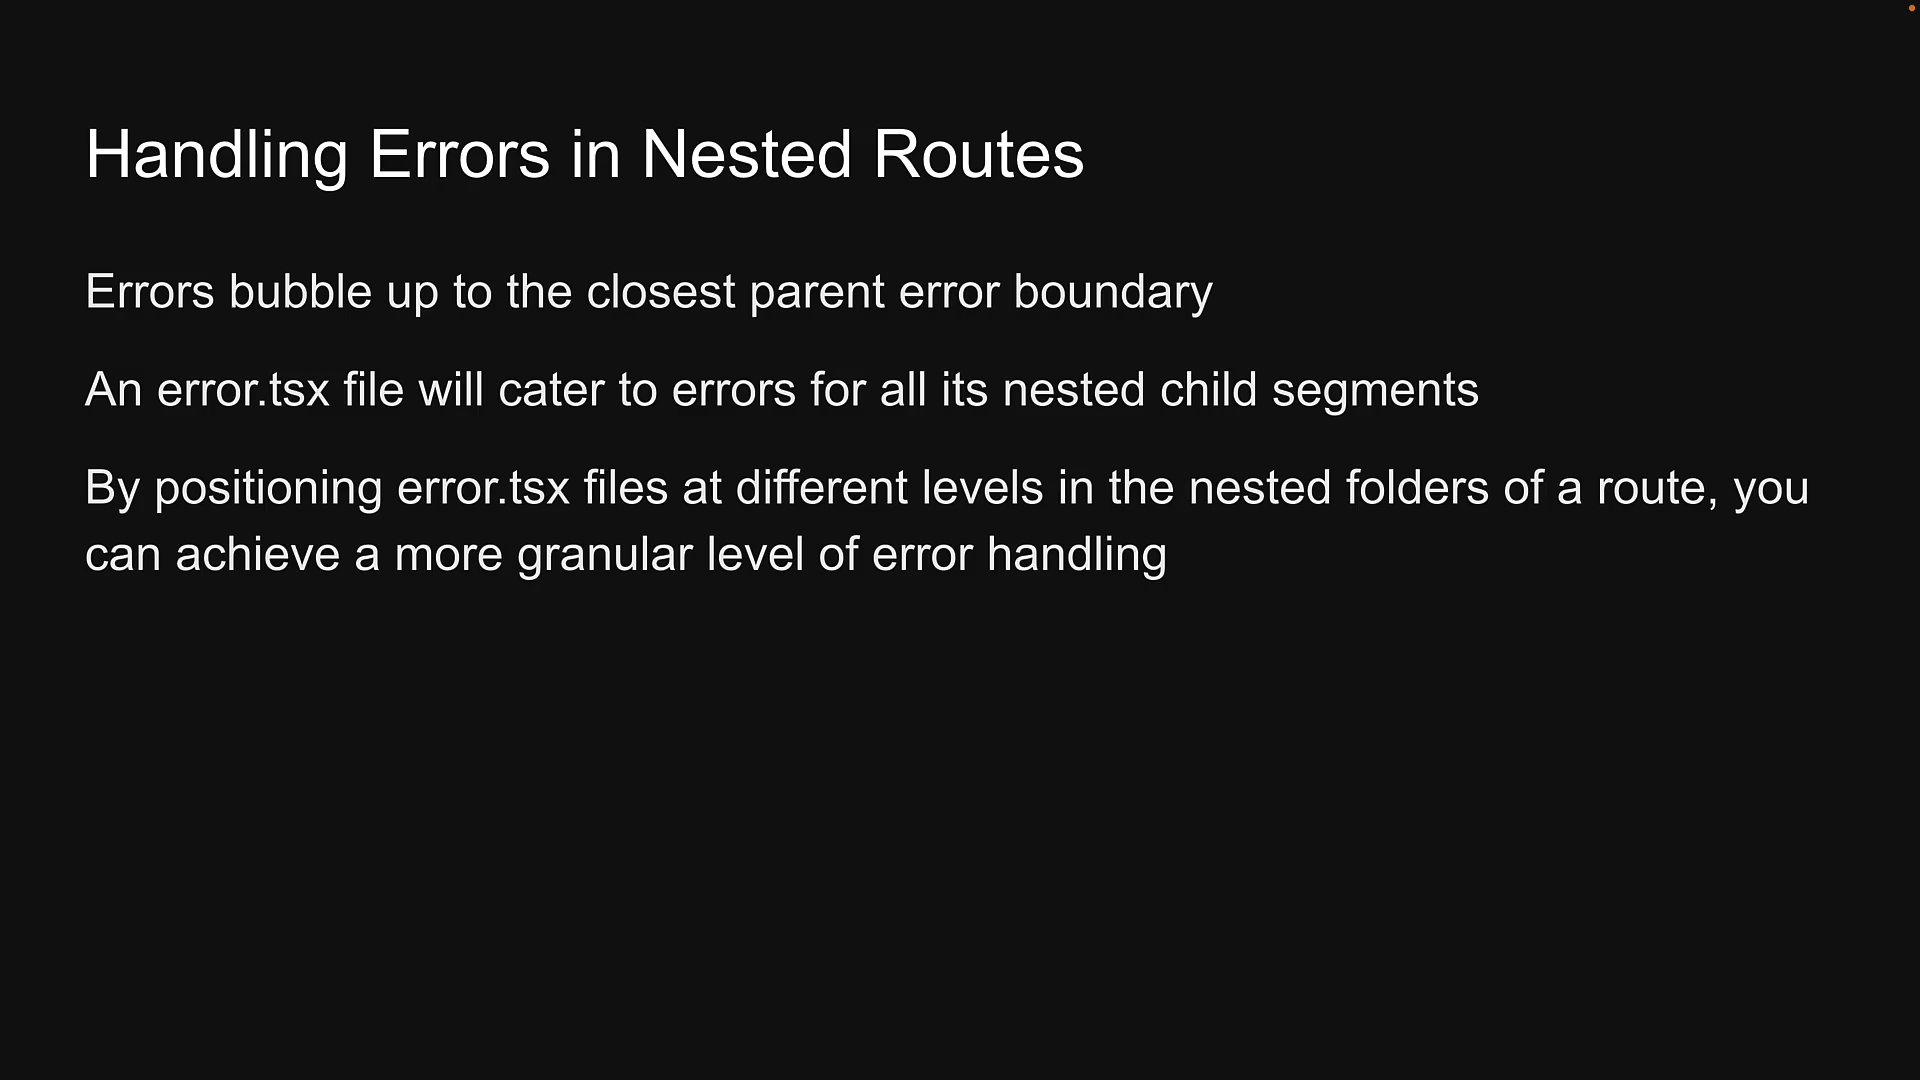 Handling Errors in Nested Routes
Errors bubble up to the closest parent error boundary
An error.tsx file will cater to errors for all its nested child segments
By positioning error.tsx files at different levels in the nested folders of a route, you
can achieve a more granular level of error handling